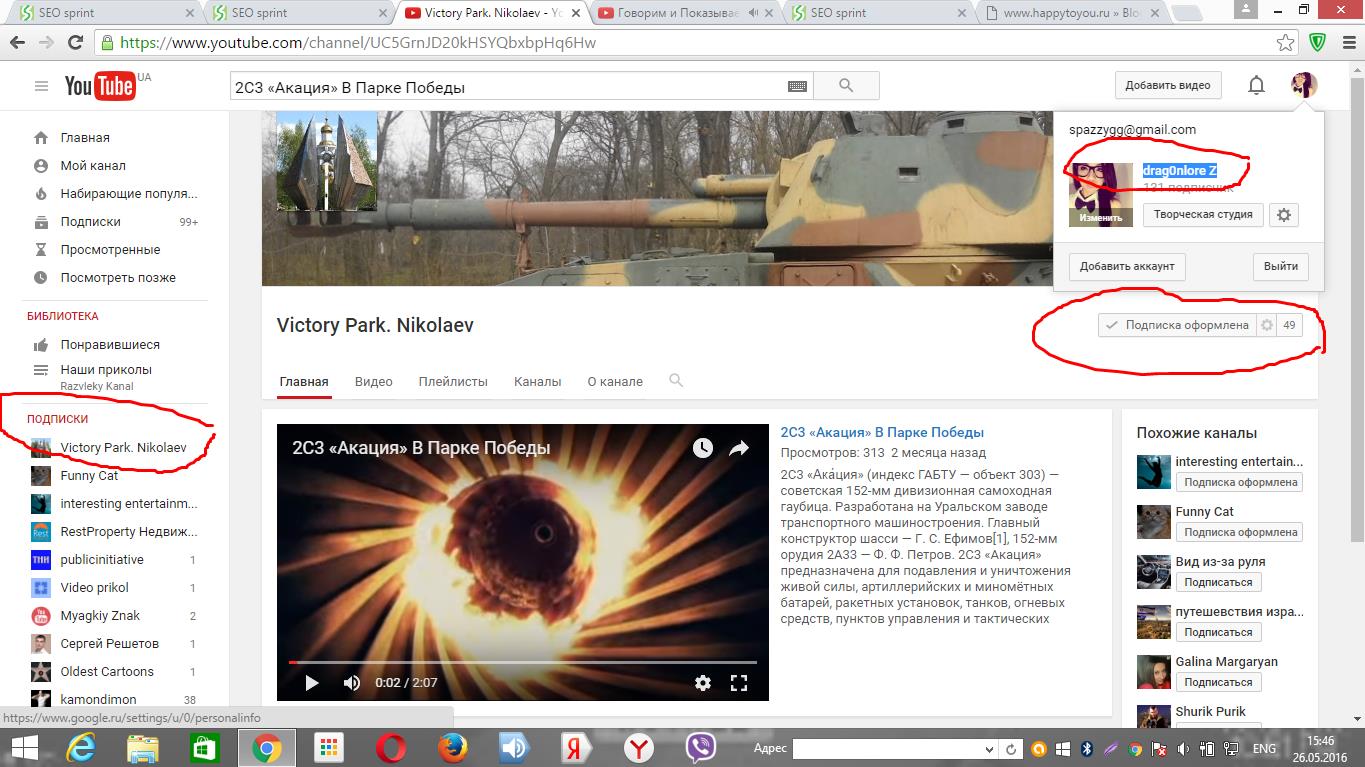 SEO sprint
SEO sprint
Victory Park. Nikolaev - Yo
Говорим и Показывае
SEO sprint
www.happytoyou.ru » Blo
https://www.youtube.com/channel/UC5GrnJD20kHSYQbxbpHq6Hw
YouTube UA
2С3 «Акация» В Парке Победы
Добавить видео
Главная
Мой канал
Набирающие популя...
Подписки 99+
Просмотренные
Посмотреть позже
БИБЛИОТЕКА
Понравившиеся
Наши приколы
Razvleky Kanal
ПОДПИСКИ
Victory Park. Nikolaev
Funny Cat
interesting entertainm...
RestProperty Недвиж...
publicinitiative 1
Video prikol 1
Myagkiy Znak 2
Сергей Решетов 1
Oldest Cartoons 1
kamondimon 38
spazzygg@gmail.com
drag0nlore Z
131 подписчик
Изменить
Творческая студия
Добавить аккаунт
Выйти
Victory Park. Nikolaev
Подписка оформлена 49
Главная Видео Плейлисты Каналы О канале
2С3 «Акация» В Парке Победы
0:02 / 2:07
2С3 «Акация» В Парке Победы
Просмотров: 313 2 месяца назад
2С3 «Ака́ция» (индекс ГАБТУ — объект 303) —
советская 152-мм дивизионная самоходная
гаубица. Разработана на Уральском заводе
транспортного машиностроения. Главный
конструктор шасси — Г. С. Ефимов[1], 152-мм
орудия 2А33 – Ф. Ф. Петров. 2С3 «Акация»
предназначена для подавления и уничтожения
живой силы, артиллерийских и миномётных
батарей, ракетных установок, танков, огневых
средств, пунктов управления и тактических
Похожие каналы
interesting entertain...
Подписка оформлена
Funny Cat
Подписка оформлена
Вид из-за руля
Подписаться
путешествия изра...
Подписаться
Galina Margaryan
Подписаться
Shurik Purik
Подписаться
https://www.google.ru/settings/u/0/personalinfo
Адрес
ENG
15:46
26.05.2016